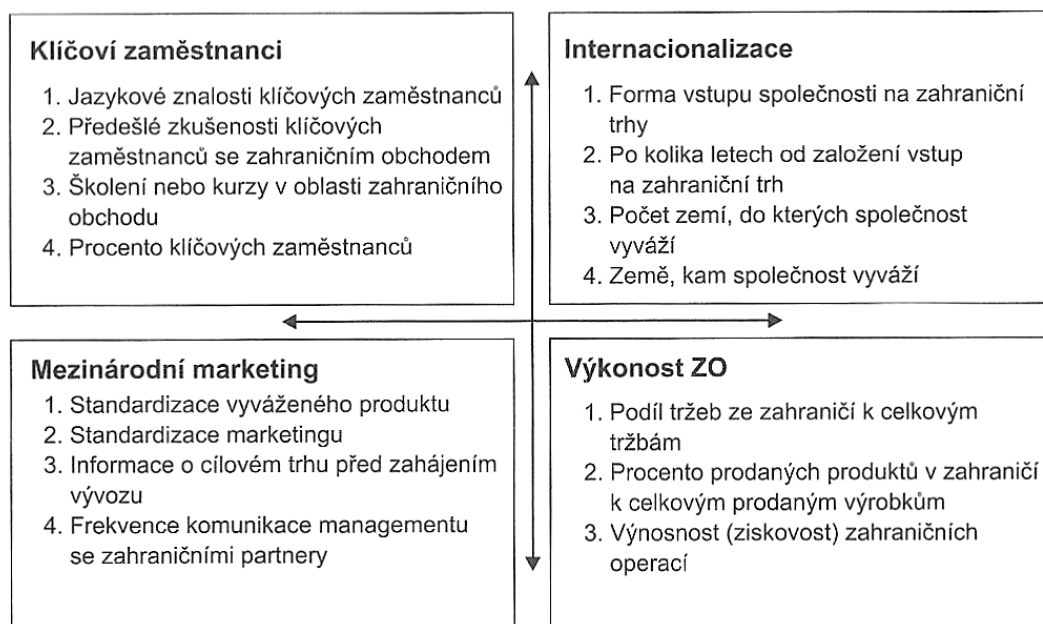 Klíčoví zaměstnanci
1. Jazykové znalosti klíčových zaměstnanců
2. Předešlé zkušenosti klíčových
zaměstnanců se zahraničním obchodem
3. Školení nebo kurzy v oblasti zahraničního
obchodu
4. Procento klíčových zaměstnanců
Internacionalizace
1. Forma vstupu společnosti na zahraniční
trhy
2. Po kolika letech od založení vstup
na zahraniční trh
3. Počet zemí, do kterých společnost
vyváží
4. Země, kam společnost vyváží
Mezinárodní marketing
1. Standardizace vyváženého produktu
2. Standardizace marketingu
3. Informace o cílovém trhu před zahájením
vývozu
4. Frekvence komunikace managementu
se zahraničními partnery
Výkonost ZO
1. Podíl tržeb ze zahraničí k celkovým
tržbám
2. Procento prodaných produktů v zahraničí
k celkovým prodaným výrobkům
3. Výnosnost (ziskovost) zahraničních
operací